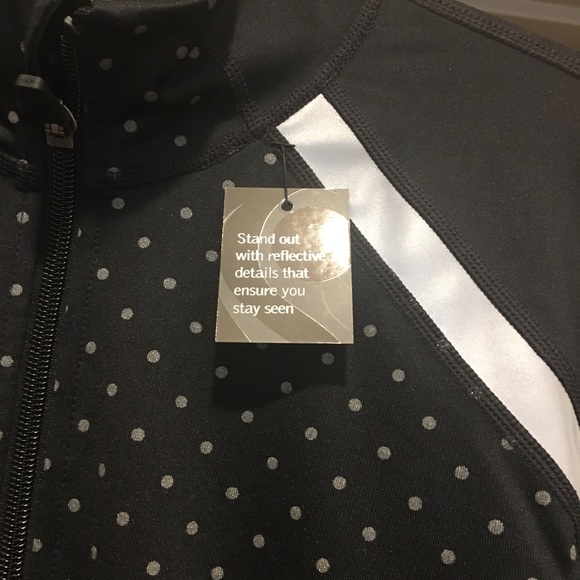 Stand out
with reflective
details that
ensure you
stay seen